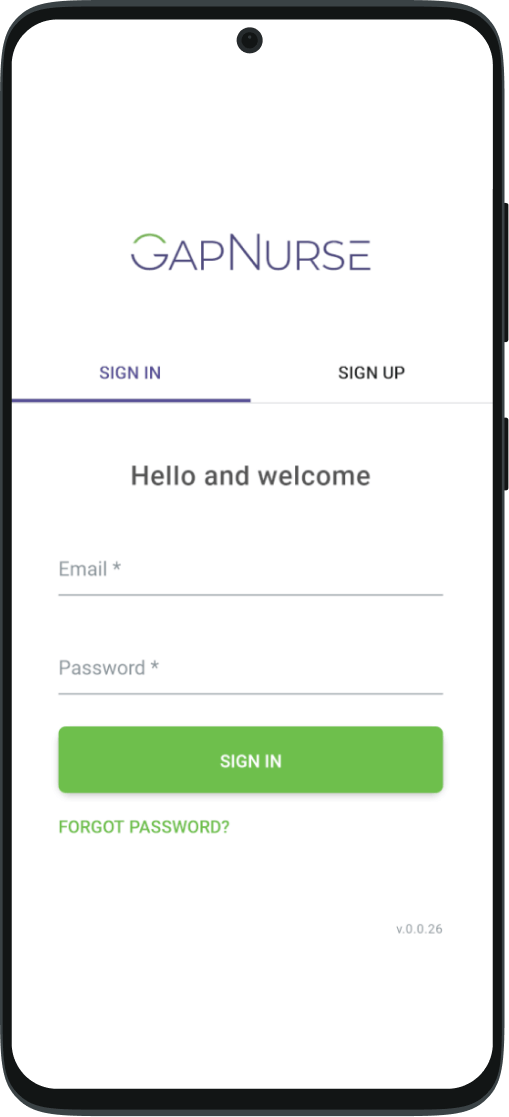 GAPNURSE
SIGN IN SIGN UP
Hello and welcome
Email *
Password *
SIGN IN
FORGOT PASSWORD?
v.0.0.26